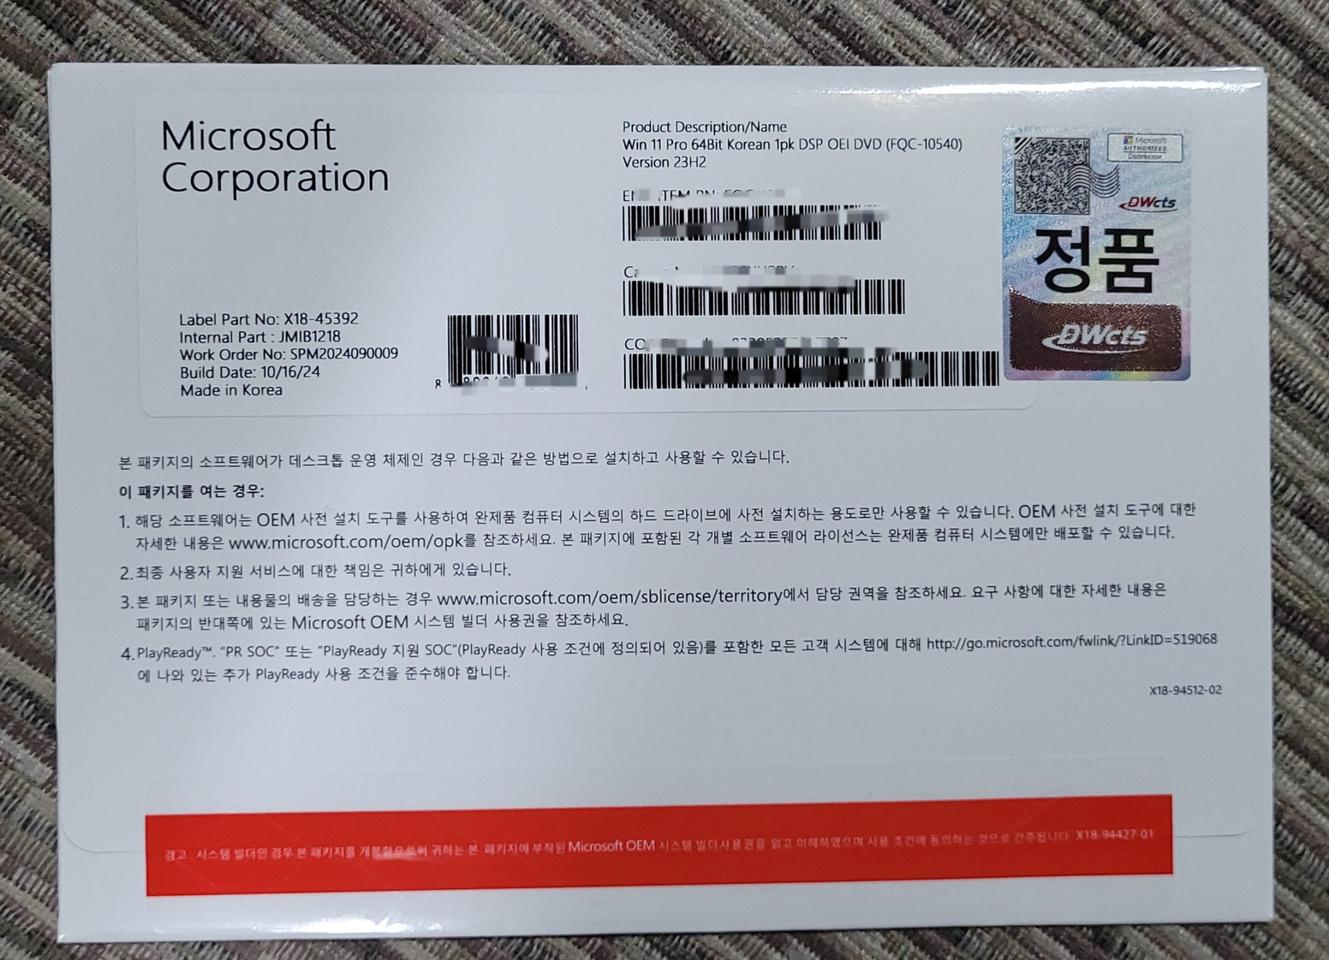 Microsoft
Corporation
Product Description/Name
Win 11 Pro 64Bit Korean 1pk DSP OEI DVD (FQC-10540)
Version 23H2
Microsoft
AUTHORIZED
Distributor
DWcts
정품
DWcts
Label Part No: X18-45392
Internal Part : JMIB1218
Work Order No: SPM2024090009
Build Date: 10/16/24
Made in Korea
본 패키지의 소프트웨어가 데스크톱 운영 체제인 경우 다음과 같은 방법으로 설치하고 사용할 수 있습니다.
이 패키지를 여는 경우:
1. 해당 소프트웨어는 OEM 사전 설치 도구를 사용하여 완제품 컴퓨터 시스템의 하드 드라이브에 사전 설치하는 용도로만 사용할 수 있습니다. OEM 사전 설치 도구에 대한
자세한 내용은 www.microsoft.com/oem/opk를 참조하세요. 본 패키지에 포함된 각 개별 소프트웨어 라이선스는 완제품 컴퓨터 시스템에만 배포할 수 있습니다.
2. 최종 사용자 지원 서비스에 대한 책임은 귀하에게 있습니다.
3. 본 패키지 또는 내용물의 배송을 담당하는 경우 www.microsoft.com/oem/sblicense/territory에서 담당 권역을 참조하세요. 요구 사항에 대한 자세한 내용은
패키지의 반대쪽에 있는 Microsoft OEM 시스템 빌더 사용권을 참조하세요.
4. PlayReady™. “PR SOC” 또는 “PlayReady 지원 SOC”(PlayReady 사용 조건에 정의되어 있음)를 포함한 모든 고객 시스템에 대해 http://go.microsoft.com/fwlink/?LinkID=519068
에 나와 있는 추가 PlayReady 사용 조건을 준수해야 합니다.
X18-94512-02
경고 시스템 빌더인 경우 본 패키지를 개봉함으로써 귀하는 본 패키지에 부착된 Microsoft OEM 시스템 빌더사용권을 읽고 이해하였으며 사용 조건에 동의하는 것으로 간주됩니다. X18-94427-01